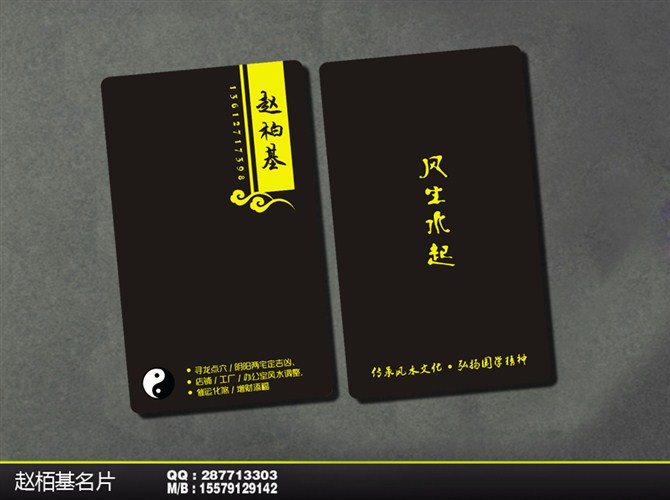 赵柏基
13612717398
寻龙点穴 / 阴阳两宅定吉凶.
店铺 / 工厂 / 办公室风水调整.
催运化煞 / 增财添福
风生水起
传承风水文化 • 弘扬国学精神
赵栢基名片
QQ : 287713303
M/B : 15579129142